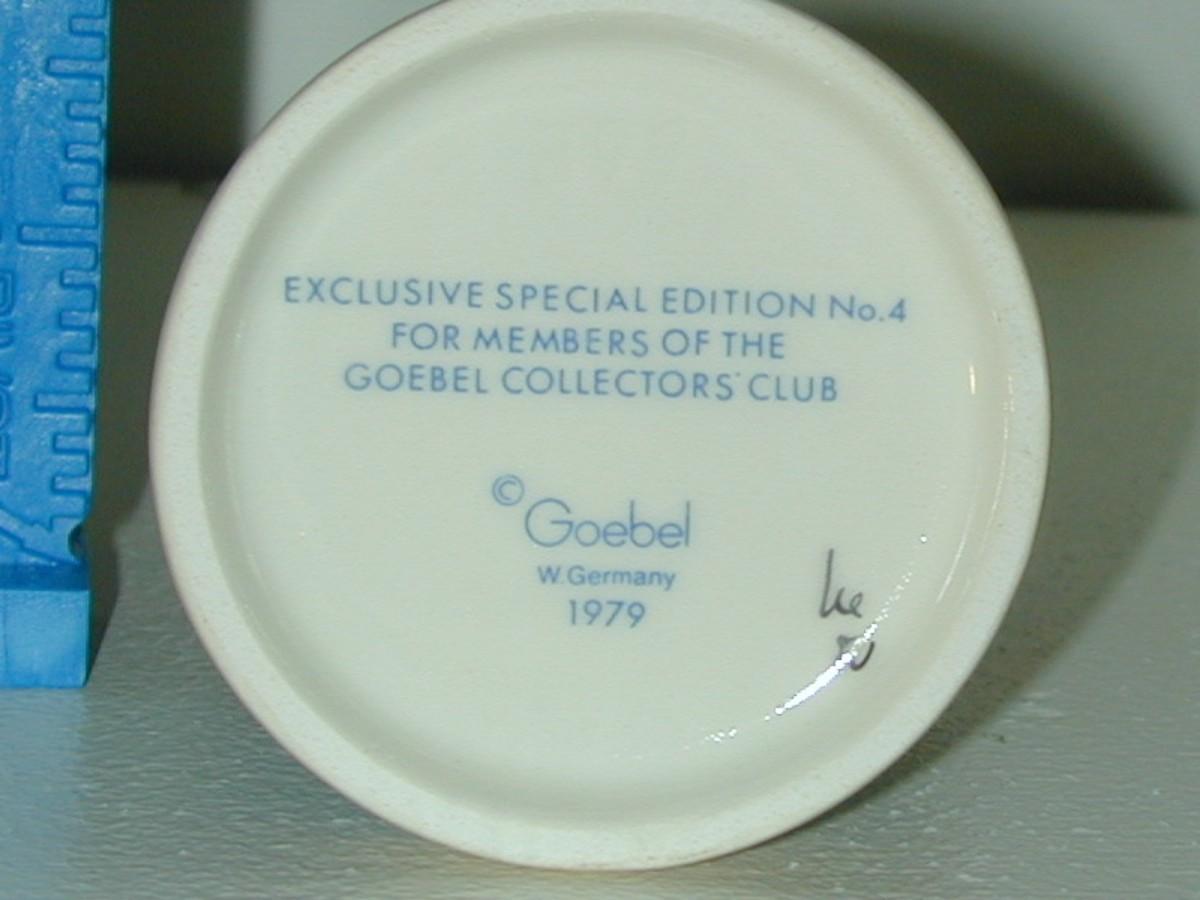 EXCLUSIVE SPECIAL EDITION No.4
FOR MEMBERS OF THE
GOEBEL COLLECTORS' CLUB
© Goebel
W. Germany
1979